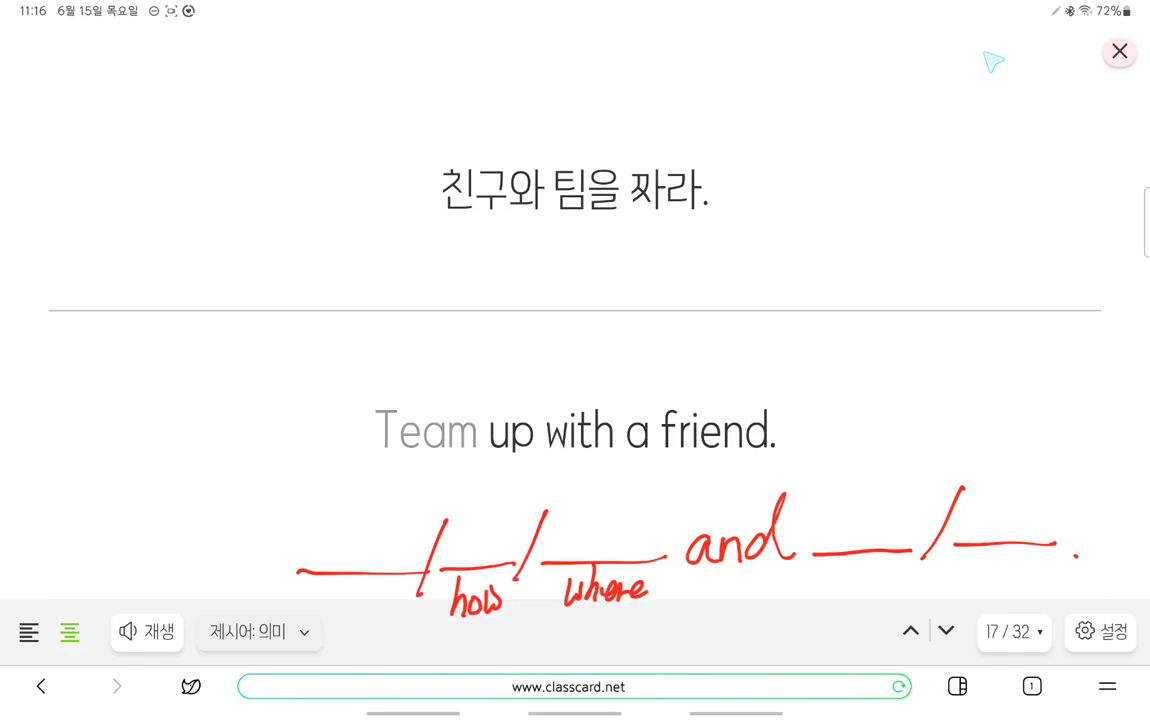 11:16 6월 15일 목요일 72%
친구와 팀을 짜라.
Team up with a friend.
/ / and / .
how where
재생 제시어: 의미 17 / 32 설정
www.classcard.net 1